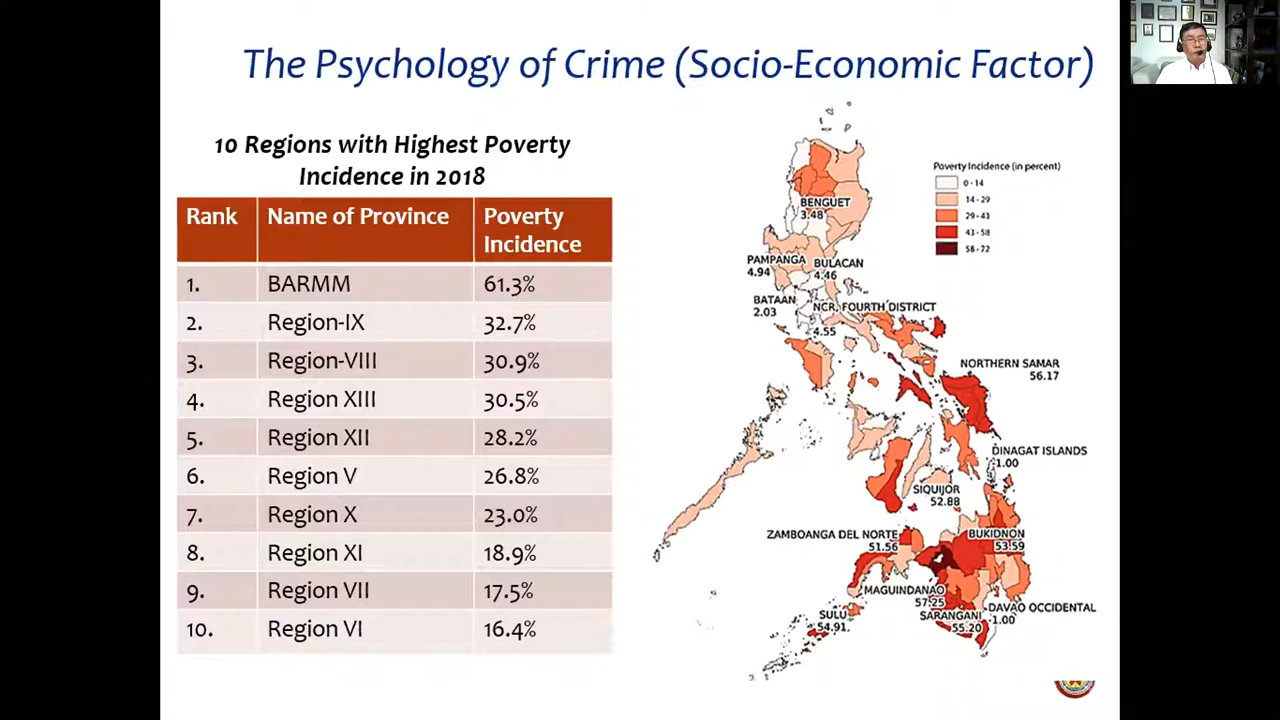 The Psychology of Crime (Socio-Economic Factor)
10 Regions with Highest Poverty
Incidence in 2018
Rank Name of Province Poverty
Incidence
1. BARMM 61.3%
2. Region-IX 32.7%
3. Region-VIII 30.9%
4. Region XIII 30.5%
5. Region XII 28.2%
6. Region V 26.8%
7. Region X 23.0%
8. Region XI 18.9%
9. Region VII 17.5%
10. Region VI 16.4%
Poverty Incidence (in percent)
0 - 14
14 - 29
29 - 43
43 - 58
58 - 72
BENGUET
3.48
PAMPANGA
4.94
BULACAN
4.46
BATAAN
2.03
NCR, FOURTH DISTRICT
4.55
NORTHERN SAMAR
56.17
DINAGAT ISLANDS
-1.00
SIQUIJOR
52.88
ZAMBOANGA DEL NORTE
51.56
BUKIDNON
53.59
MAGUINDANAO
57.25
DAVAO OCCIDENTAL
-1.00
SULU
54.91
SARANGANI
55.20